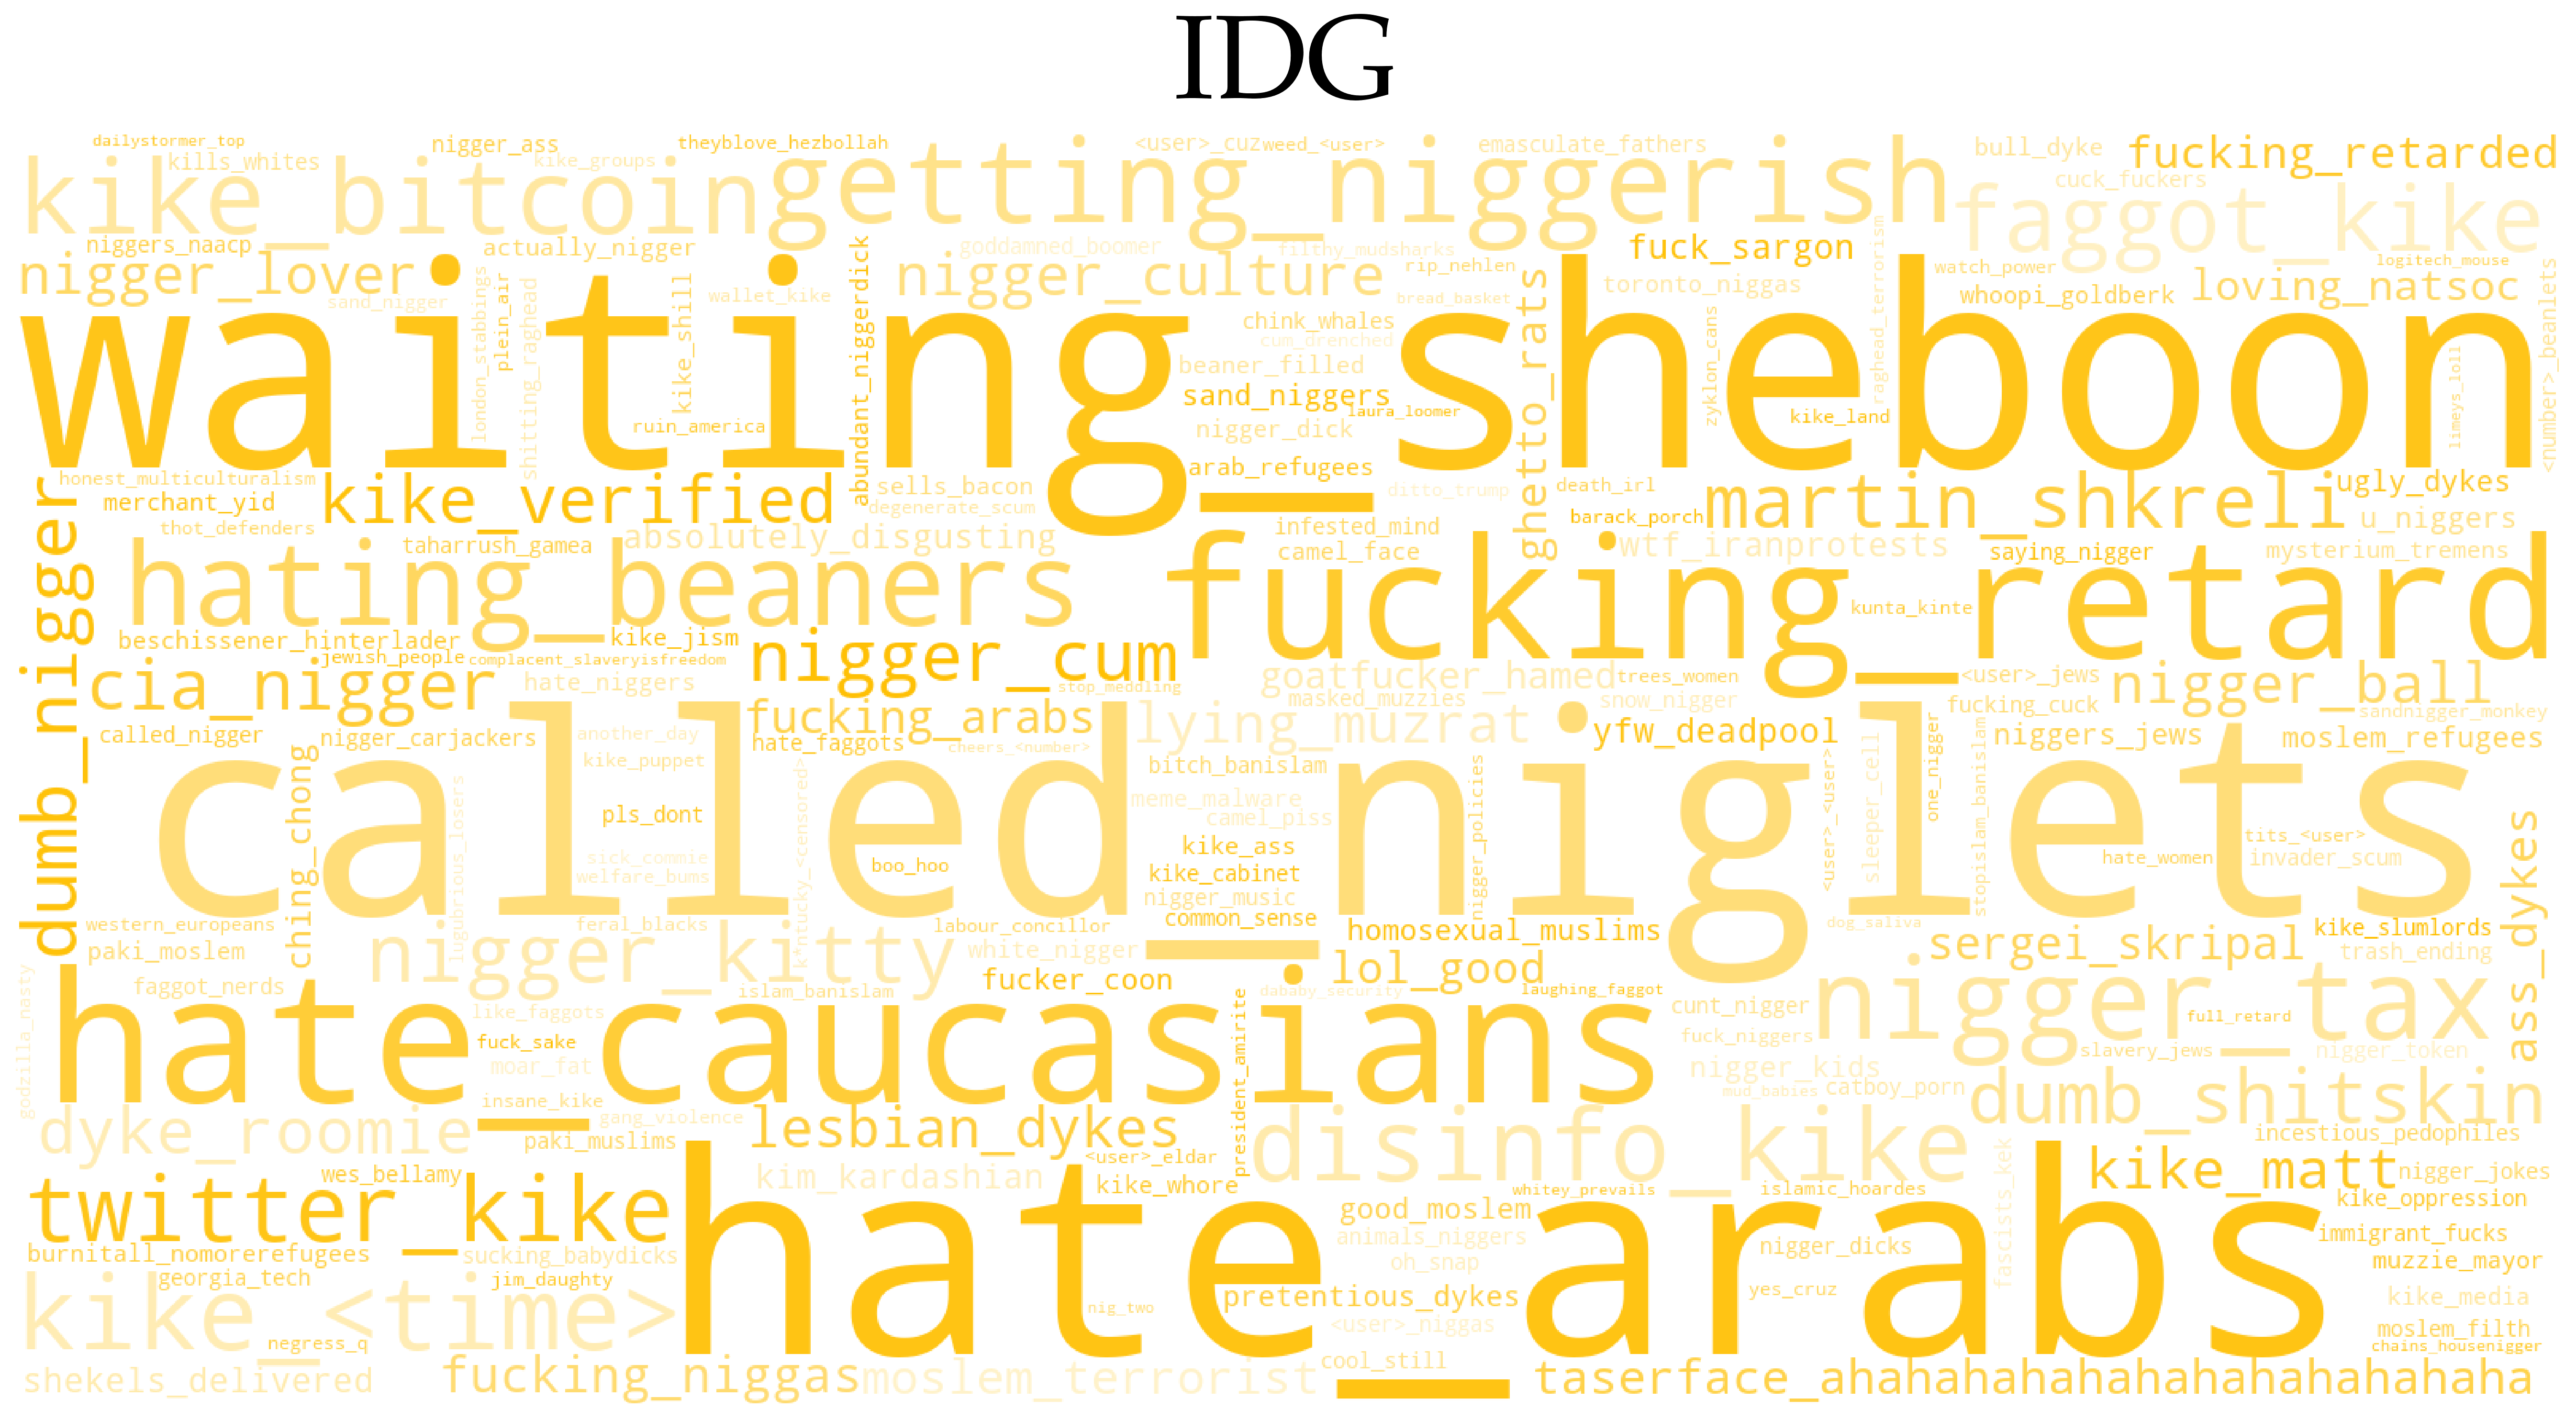 IDG
dailystormer_top
nigger_ass
theyblove_hezbollah
<user>_cuz
weed_<user>
emasculate_fathers
bull_dyke
fucking_retarded
kills_whites
kike_groups
kike_bitcoin
getting_niggerish
cuck_fuckers
faggot_kike
niggers_naacp
actually_nigger
goddamned_boomer
filthy_mudsharks
fuck_sargon
rip_nehlen
watch_power
logitech_mouse
nigger_lover
sand_nigger
london_stabbings
plein_air
shitting_raghead
kike_shill
wallet_kike
abundant_niggerdick
nigger_culture
bread_basket
toronto_niggas
raghead_terrorism
whoopi_goldberk
loving_natsoc
<number>_beanlets
waiting_sheboon
chink_whales
cum_drenched
beaner_filled
sand_niggers
laura_loomer
ghetto_rats
zyklon_cans
kike_land
limeys_loll
ruin_america
nigger_dick
arab_refugees
honest_multiculturalism
merchant_yid
thot_defenders
kike_verified
sells_bacon
degenerate_scum
ditto_trump
death_irl
barack_porch
martin_shkreli
ugly_dykes
u_niggers
dumb_nigger
hating_beaners
taharrush_gamea
absolutely_disgusting
infested_mind
camel_face
wtf_iranprotests
saying_nigger
mysterium_tremens
fucking_retard
kunta_kinte
beschissener_hinterlader
kike_jism
jewish_people
complacent_slaveryisfreedom
nigger_cum
cia_nigger
hate_niggers
stop_meddling
goatfucker_hamed
trees_women
masked_muzzies
snow_nigger
<user>_jews
fucking_cuck
nigger_ball
sandnigger_monkey
called_nigger
nigger_carjackers
another_day
kike_puppet
fucking_arabs
hate_faggots
cheers_<number>
lying_muzrat
yfw_deadpool
niggers_jews
moslem_refugees
called_niglets
ching_chong
lugubrious_losers
pls_dont
k*ntucky_<censored>
bitch_banislam
meme_malware
camel_piss
nigger_policies
<user>_<user>
sleeper_cell
one_nigger
stopislam_banislam
tits_<user>
hate_women
invader_scum
ass_dykes
sick_commie
welfare_bums
boo_hoo
kike_ass
kike_cabinet
nigger_music
common_sense
western_europeans
paki_moslem
feral_blacks
labour_concillor
white_nigger
homosexual_muslims
dog_saliva
sergei_skripal
kike_slumlords
trash_ending
nigger_kitty
godzilla_nasty
faggot_nerds
islam_banislam
fucker_coon
lol_good
dababy_security
laughing_faggot
cunt_nigger
nigger_tax
full_retard
hate_caucasians
like_faggots
fuck_sake
moar_fat
president_amirite
fuck_niggers
nigger_kids
slavery_jews
nigger_token
catboy_porn
mud_babies
insane_kike
gang_violence
dyke_roomie
paki_muslims
lesbian_dykes
disinfo_kike
dumb_shitskin
incestious_pedophiles
<user>_eldar
wes_bellamy
kim_kardashian
kike_whore
whitey_prevails
islamic_hoardes
fascists_kek
kike_matt
nigger_jokes
kike_oppression
twitter_kike
hate_arabs
good_moslem
animals_niggers
oh_snap
nigger_dicks
immigrant_fucks
muzzie_mayor
burnitall_nomorerefugees
sucking_babydicks
georgia_tech
jim_daughty
kike_<time>
nig_two
pretentious_dykes
<user>_niggas
yes_cruz
kike_media
moslem_filth
chains_housenigger
negress_q
shekels_delivered
fucking_niggas
moslem_terrorist
cool_still
taserface_ahahahahahahahahahahaha